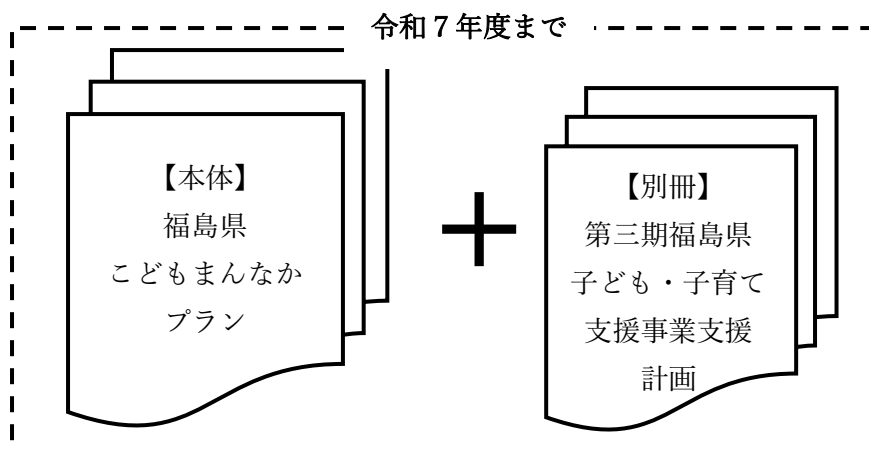 令和７年度まで
【本体】
福島県
こどもまんなか
プラン
【別冊】
第三期福島県
子ども・子育て
支援事業支援
計画